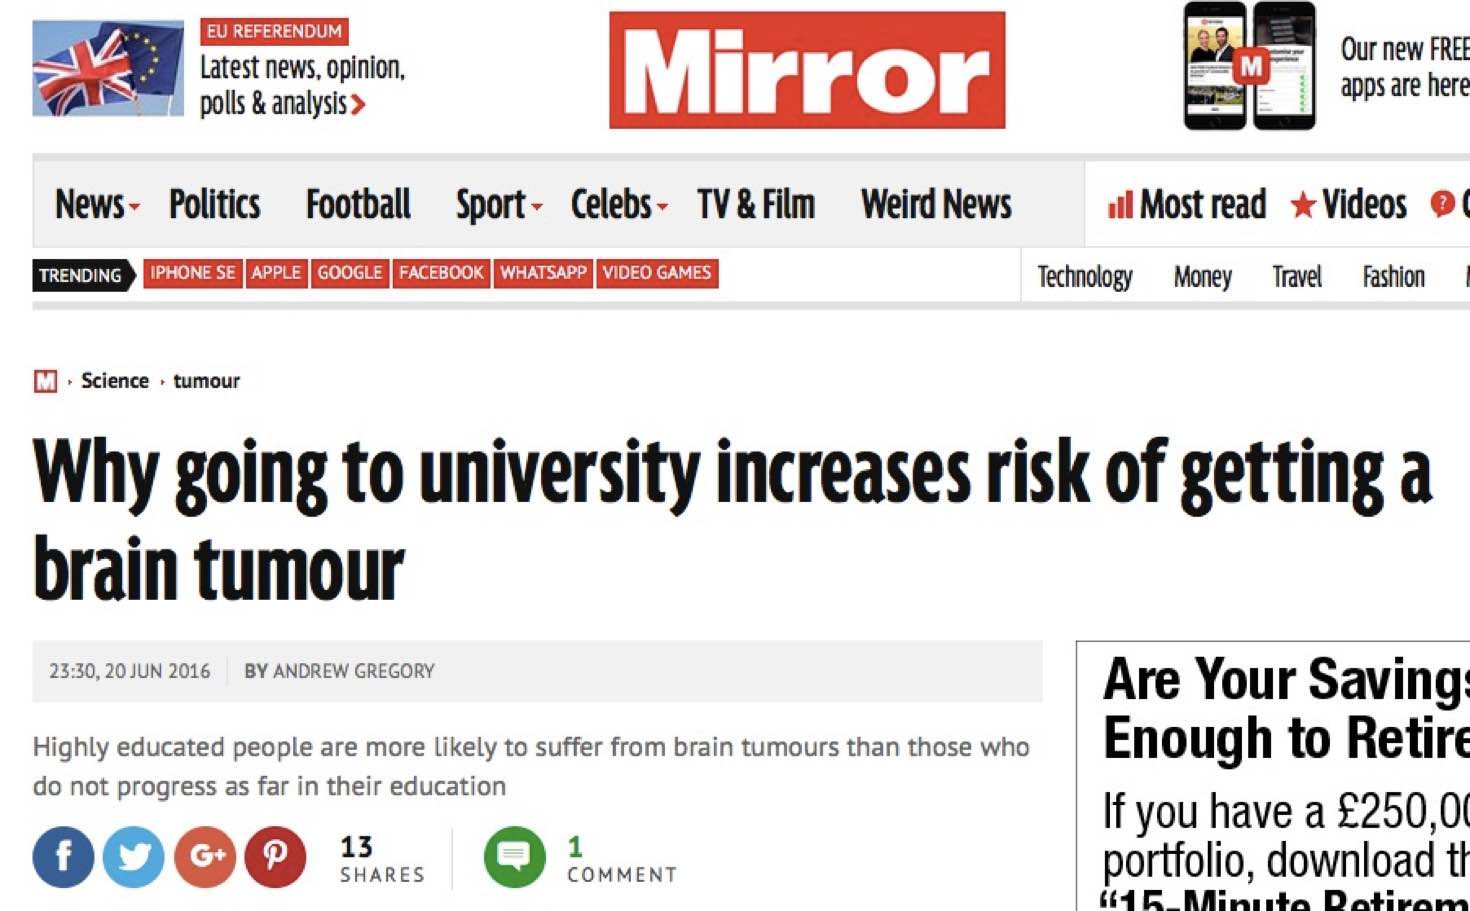 EU REFERENDUM
Latest news, opinion,
polls & analysis
Mirror
M
Our new FREE
apps are here
News
Politics
Football
Sport
Celebs
TV & Film
Weird News
Most read
Videos
?
TRENDING
IPHONE SE
APPLE
GOOGLE
FACEBOOK
WHATSAPP
VIDEO GAMES
Technology
Money
Travel
Fashion
M
Science
tumour
Why going to university increases risk of getting a
brain tumour
23:30, 20 JUN 2016
BY ANDREW GREGORY
Highly educated people are more likely to suffer from brain tumours than those who
do not progress as far in their education
f
G+
13
SHARES
1
COMMENT
Are Your Savings
Enough to Retire
If you have a £250,00
portfolio, download th
“15-Minute Retirem